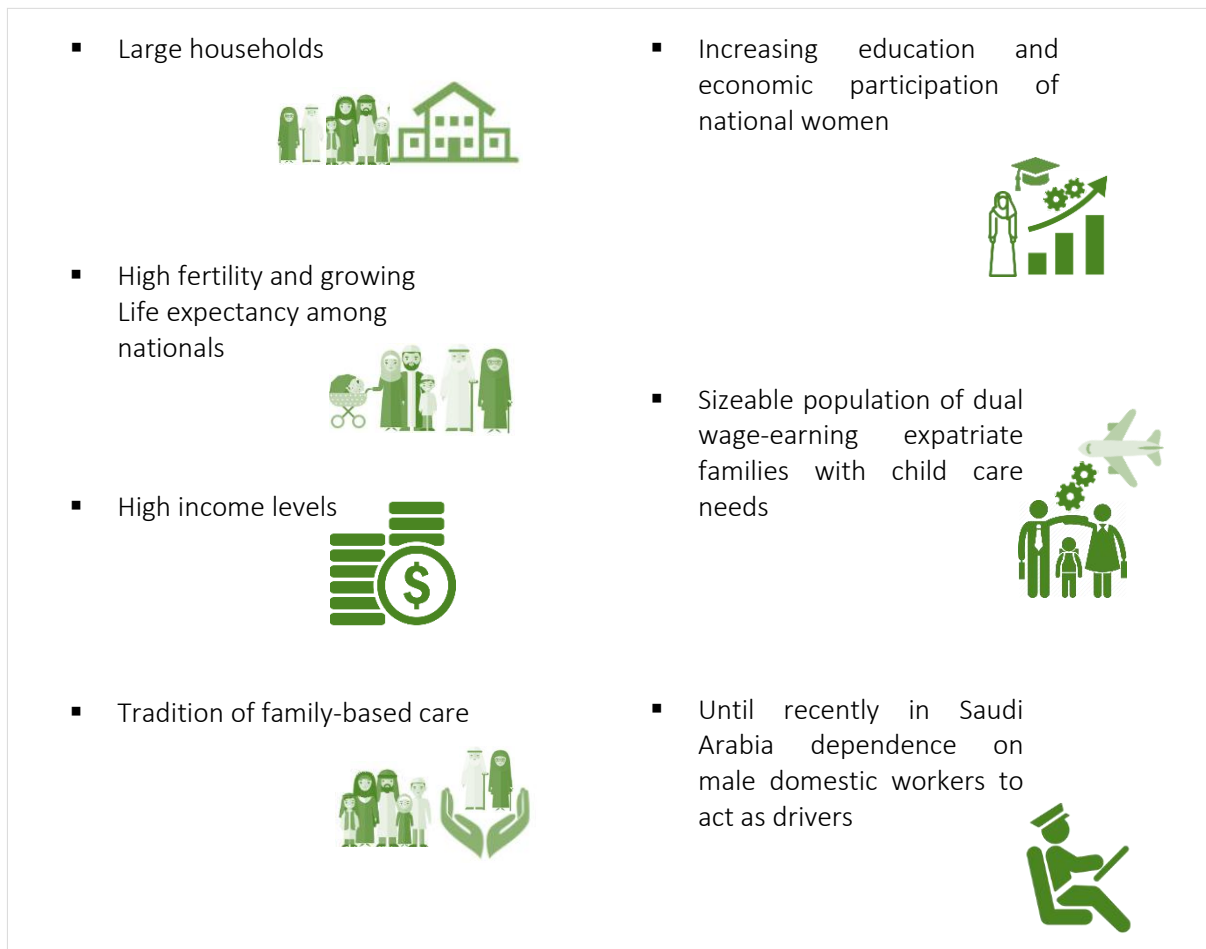 ▪ Large households
▪ High fertility and growing
Life expectancy among
nationals
▪ High income levels
$
▪ Tradition of family-based care
▪ Increasing education and
economic participation of
national women
▪ Sizeable population of dual
wage-earning expatriate
families with child care
needs
▪ Until recently in Saudi
Arabia dependence on
male domestic workers to
act as drivers